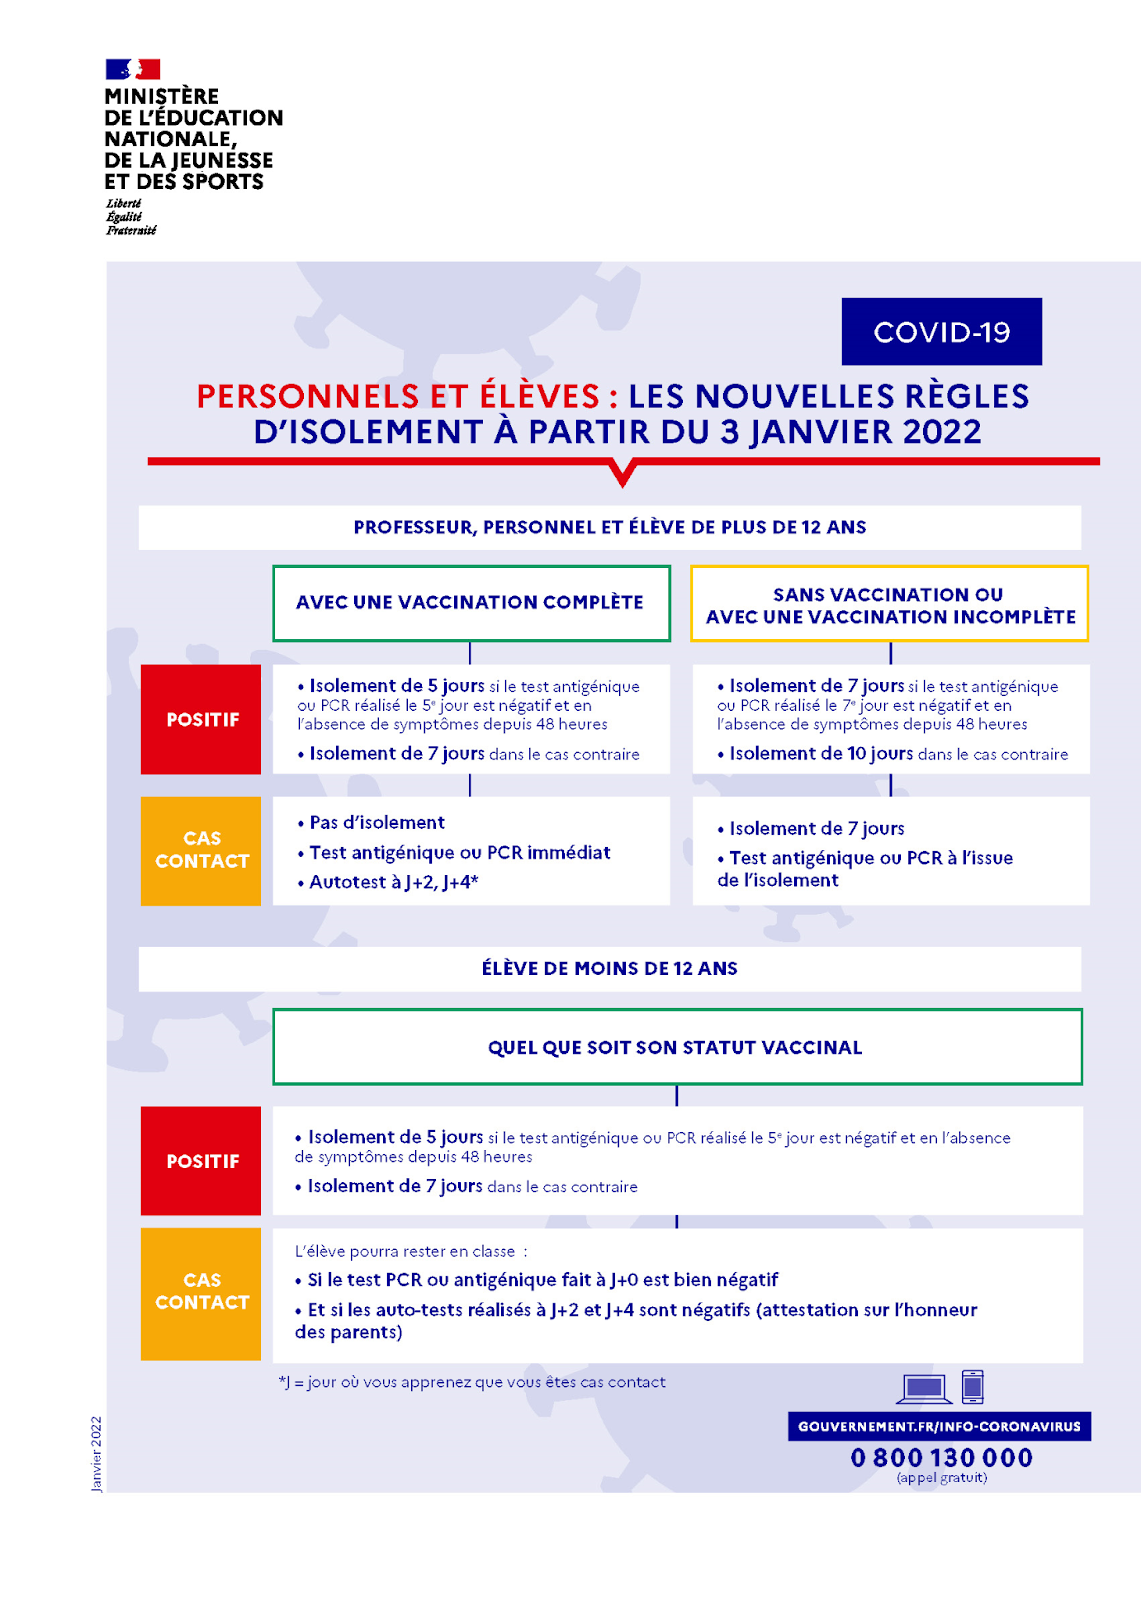 MINISTÈRE
DE L'ÉDUCATION
NATIONALE,
DE LA JEUNESSE
ET DES SPORTS
Liberté
Égalité
Fraternité
COVID-19
PERSONNELS ET ÉLÈVES : LES NOUVELLES RÈGLES
D'ISOLEMENT À PARTIR DU 3 JANVIER 2022
PROFESSEUR, PERSONNEL ET ÉLÈVE DE PLUS DE 12 ANS
AVEC UNE VACCINATION COMPLÈTE
SANS VACCINATION OU
AVEC UNE VACCINATION INCOMPLÈTE
POSITIF
• Isolement de 5 jours si le test antigénique
ou PCR réalisé le 5e jour est négatif et en
l'absence de symptômes depuis 48 heures
• Isolement de 7 jours dans le cas contraire
• Isolement de 7 jours si le test antigénique
ou PCR réalisé le 7e jour est négatif et en
l'absence de symptômes depuis 48 heures
• Isolement de 10 jours dans le cas contraire
CAS
CONTACT
• Pas d'isolement
• Test antigénique ou PCR immédiat
• Autotest à J+2, J+4*
• Isolement de 7 jours
• Test antigénique ou PCR à l'issue
de l'isolement
ÉLÈVE DE MOINS DE 12 ANS
QUEL QUE SOIT SON STATUT VACCINAL
POSITIF
• Isolement de 5 jours si le test antigénique ou PCR réalisé le 5e jour est négatif et en l'absence
de symptômes depuis 48 heures
• Isolement de 7 jours dans le cas contraire
CAS
CONTACT
L'élève pourra rester en classe :
• Si le test PCR ou antigénique fait à J+0 est bien négatif
• Et si les auto-tests réalisés à J+2 et J+4 sont négatifs (attestation sur l'honneur
des parents)
*J = jour où vous apprenez que vous êtes cas contact
GOUVERNEMENT.FR/INFO-CORONAVIRUS
0 800 130 000
(appel gratuit)
Janvier 2022